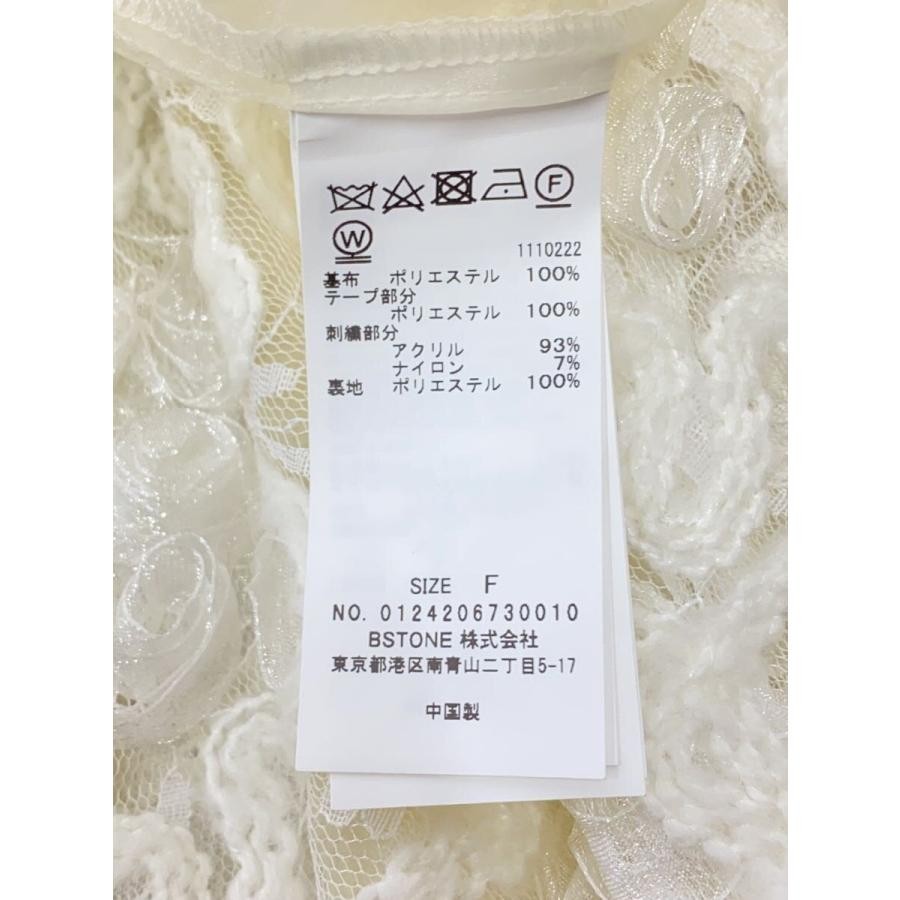 F
W
1110222
基布 ポリエステル 100%
テープ部分
ポリエステル 100%
刺繍部分
アクリル 93%
ナイロン 7%
裏地 ポリエステル 100%
SIZE F
NO. 0124206730010
BSTONE 株式会社
東京都港区南青山二丁目5-17
中国製